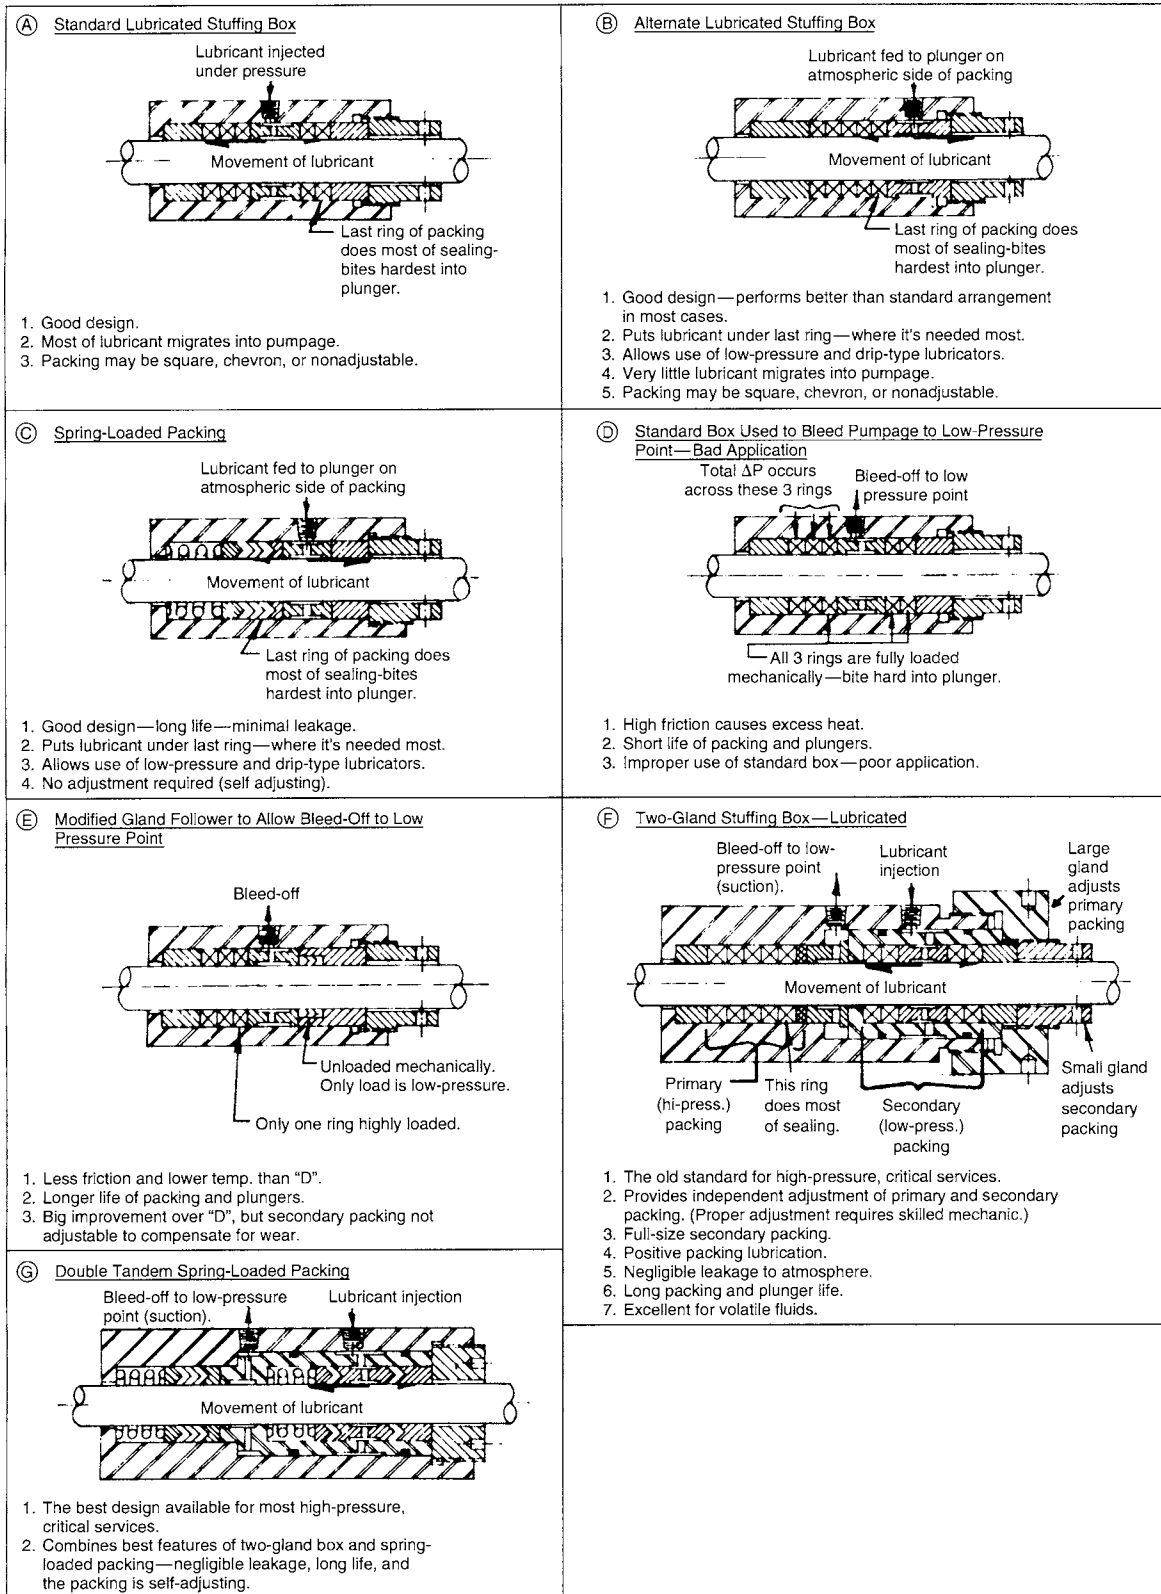 Ⓐ Standard Lubricated Stuffing Box
Lubricant injected
under pressure
Movement of lubricant
Last ring of packing
does most of sealing-
bites hardest into
plunger.
1. Good design.
2. Most of lubricant migrates into pumpage.
3. Packing may be square, chevron, or nonadjustable.
Ⓑ Alternate Lubricated Stuffing Box
Lubricant fed to plunger on
atmospheric side of packing
Movement of lubricant
Last ring of packing does
most of sealing-bites
hardest into plunger.
1. Good design—performs better than standard arrangement
in most cases.
2. Puts lubricant under last ring—where it's needed most.
3. Allows use of low-pressure and drip-type lubricators.
4. Very little lubricant migrates into pumpage.
5. Packing may be square, chevron, or nonadjustable.
Ⓒ Spring-Loaded Packing
Lubricant fed to plunger on
atmospheric side of packing
Movement of lubricant
Last ring of packing does
most of sealing-bites
hardest into plunger.
1. Good design—long life—minimal leakage.
2. Puts lubricant under last ring—where it's needed most.
3. Allows use of low-pressure and drip-type lubricators.
4. No adjustment required (self adjusting).
Ⓓ Standard Box Used to Bleed Pumpage to Low-Pressure
Point—Bad Application
Total ΔP occurs
across these 3 rings
Bleed-off to low
pressure point
All 3 rings are fully loaded
mechanically—bite hard into plunger.
1. High friction causes excess heat.
2. Short life of packing and plungers.
3. Improper use of standard box—poor application.
Ⓔ Modified Gland Follower to Allow Bleed-Off to Low
Pressure Point
Bleed-off
Unloaded mechanically.
Only load is low-pressure.
Only one ring highly loaded.
1. Less friction and lower temp. than “D”.
2. Longer life of packing and plungers.
3. Big improvement over “D”, but secondary packing not
adjustable to compensate for wear.
Ⓕ Two-Gland Stuffing Box—Lubricated
Bleed-off to low-
pressure point
(suction).
Lubricant
injection
Large
gland
adjusts
primary
packing
Movement of lubricant
Primary
(hi-press.)
packing
This ring
does most
of sealing.
Secondary
(low-press.)
packing
Small gland
adjusts
secondary
packing
1. The old standard for high-pressure, critical services.
2. Provides independent adjustment of primary and secondary
packing. (Proper adjustment requires skilled mechanic.)
3. Full-size secondary packing.
4. Positive packing lubrication.
5. Negligible leakage to atmosphere.
6. Long packing and plunger life.
7. Excellent for volatile fluids.
Ⓖ Double Tandem Spring-Loaded Packing
Bleed-off to low-pressure
point (suction).
Lubricant injection
Movement of lubricant
1. The best design available for most high-pressure,
critical services.
2. Combines best features of two-gland box and spring-
loaded packing—negligible leakage, long life, and
the packing is self-adjusting.